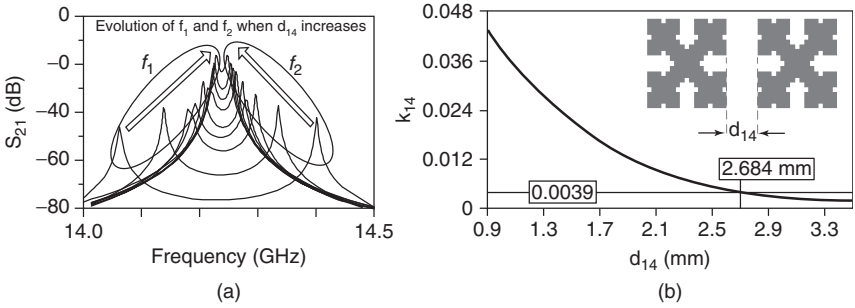 Evolution of f1 and f2 when d14 increases
0
–0
–40
–60
–80
S21 (dB)
f1
f2
14.0
14.5
Frequency (GHz)
(a)
0.048
0.036
0.024
0.012
0
k14
d14
2.684 mm
0.0039
0.9
1.3
1.7
2.1
2.5
2.9
3.3
d14 (mm)
(b)